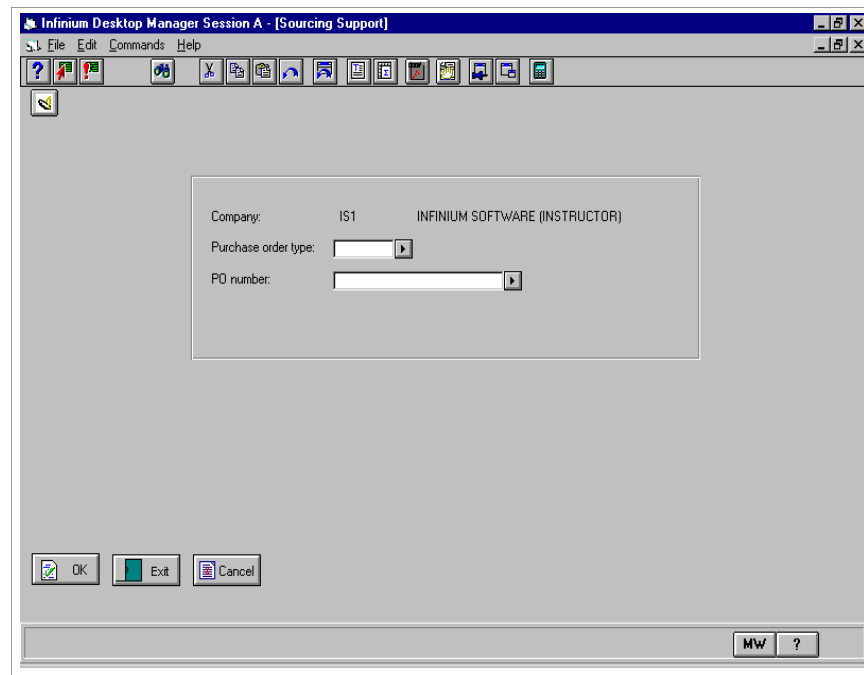 Infinium Desktop Manager Session A - [Sourcing Support]
File Edit Commands Help
Company: IS1 INFINIUM SOFTWARE (INSTRUCTOR)
Purchase order type:
PO number:
OK Exit Cancel
MW ?